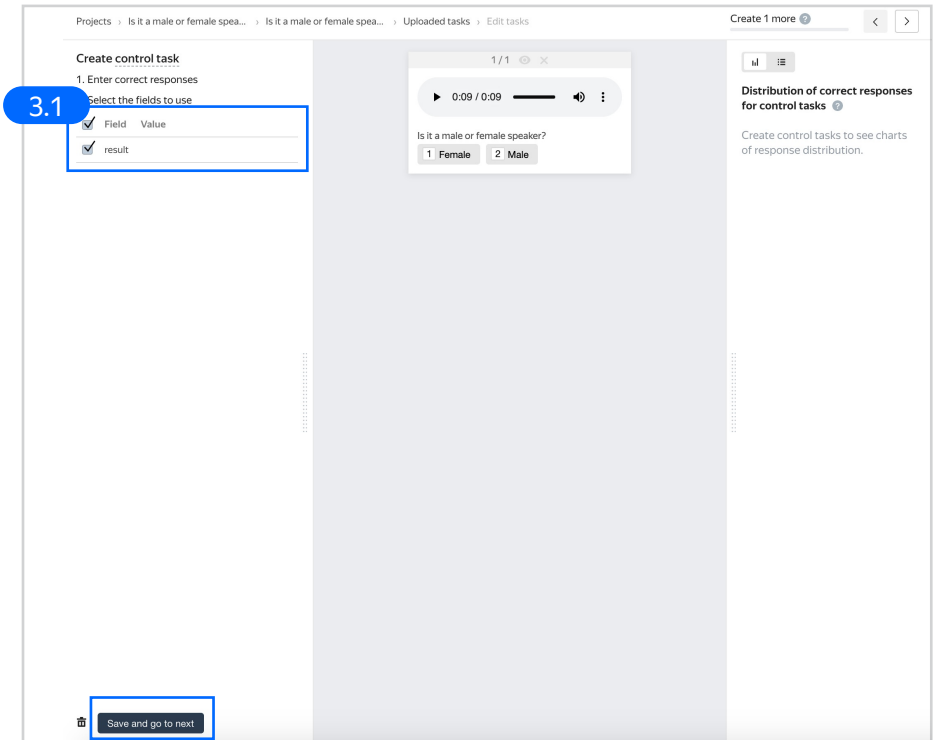 Projects › Is it a male or female spea... › Is it a male or female spea... › Uploaded tasks › Edit tasks
Create 1 more ?
Create control task
1. Enter correct responses
Select the fields to use
3.1
Field Value
result
1 / 1
0:09 / 0:09
Is it a male or female speaker?
1 Female 2 Male
Distribution of correct responses
for control tasks ?
Create control tasks to see charts
of response distribution.
Save and go to next